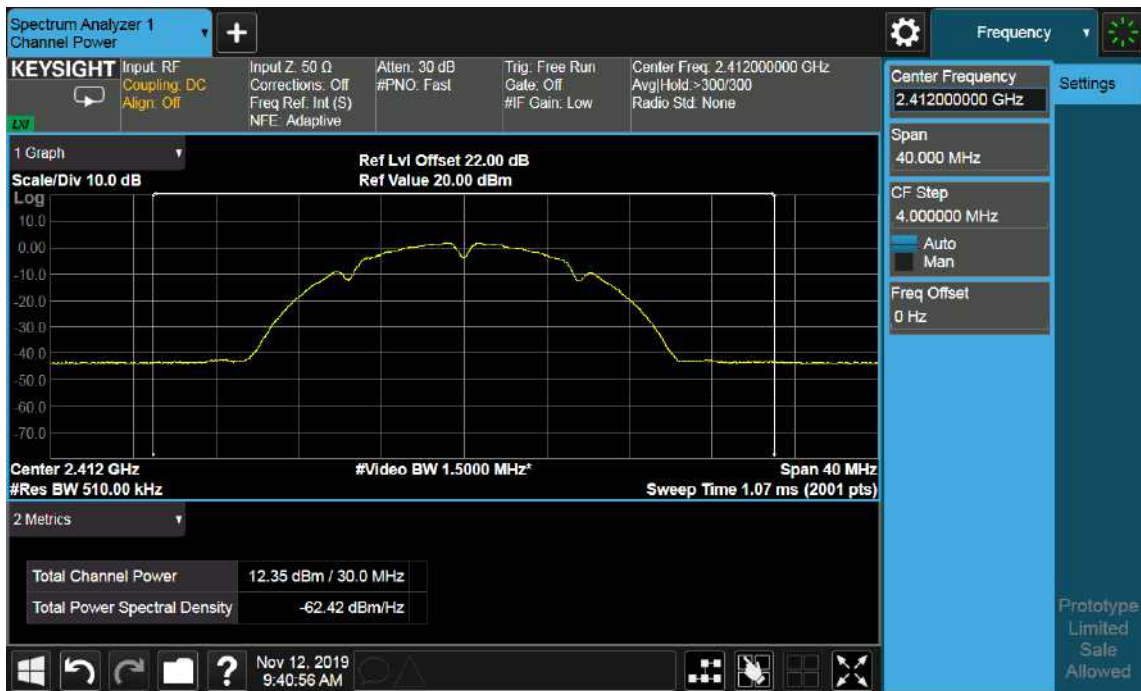 Spectrum Analyzer 1
Channel Power
+
Frequency
KEYSIGHT
Input: RF
Coupling: DC
Align: Off
Input Z: 50 Ω
Corrections: Off
Freq Ref: Int (S)
NFE: Adaptive
Atten: 30 dB
#PNO: Fast
Trig: Free Run
Gate: Off
#IF Gain: Low
Center Freq: 2.412000000 GHz
Avg|Hold:>300/300
Radio Std: None
LXI
1 Graph
Scale/Div 10.0 dB
Ref Lvl Offset 22.00 dB
Ref Value 20.00 dBm
Log
10.0
0.00
-10.0
-20.0
-30.0
-40.0
-50.0
-60.0
-70.0
Center 2.412 GHz
#Video BW 1.5000 MHz*
Span 40 MHz
#Res BW 510.00 kHz
Sweep Time 1.07 ms (2001 pts)
2 Metrics
Total Channel Power 12.35 dBm / 30.0 MHz
Total Power Spectral Density -62.42 dBm/Hz
?
Nov 12, 2019
9:40:56 AM
Center Frequency
2.412000000 GHz
Settings
Span
40.000 MHz
CF Step
4.000000 MHz
Auto
Man
Freq Offset
0 Hz
Prototype
Limited
Sale
Allowed